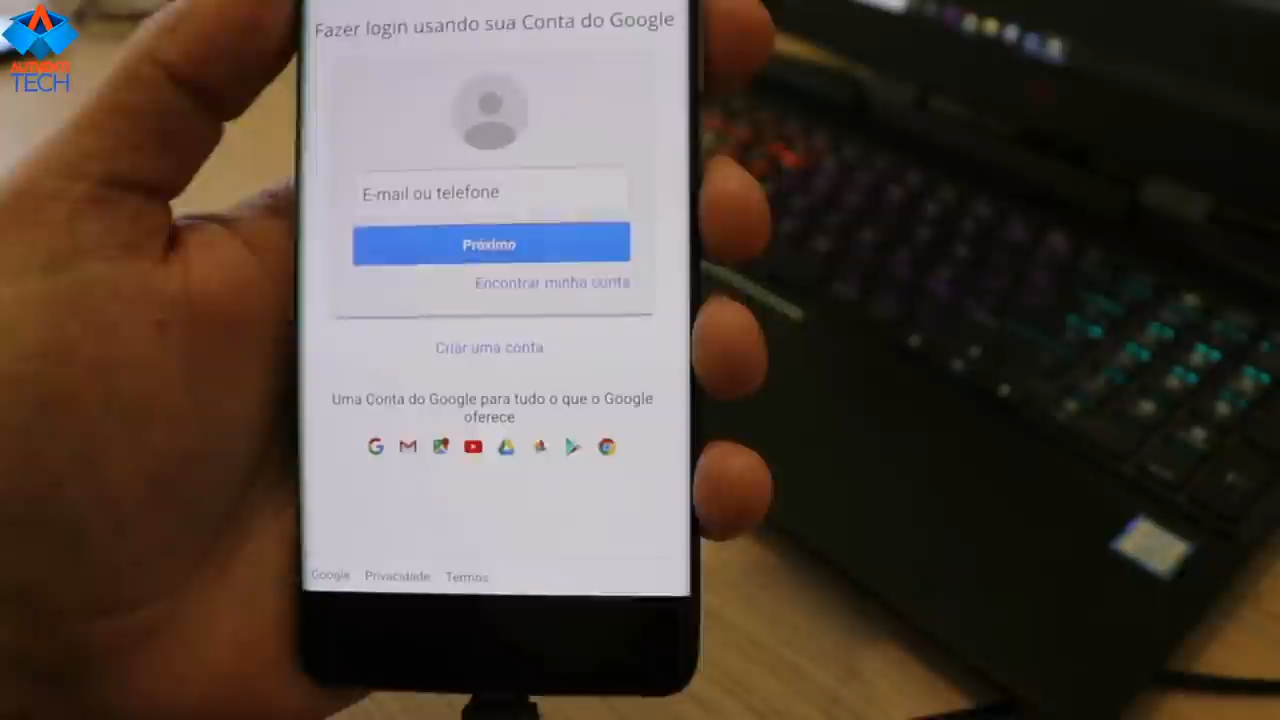 TECH
Fazer login usando sua Conta do Google
E-mail ou telefone
Próximo
Encontrar minha conta
Criar uma conta
Uma Conta do Google para tudo o que o Google
oferece
Google Privacidade Termos